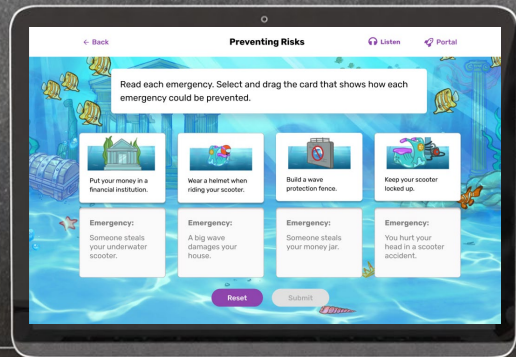 ← Back
Preventing Risks
Listen
Portal
Read each emergency. Select and drag the card that shows how each
emergency could be prevented.
Put your money in a
financial institution.
Wear a helmet when
riding your scooter.
Build a wave
protection fence.
Keep your scooter
locked up.
Emergency:
Someone steals
your underwater
scooter.
Emergency:
A big wave
damages your
house.
Emergency:
Someone steals
your money jar.
Emergency:
You hurt your
head in a scooter
accident.
Reset
Submit